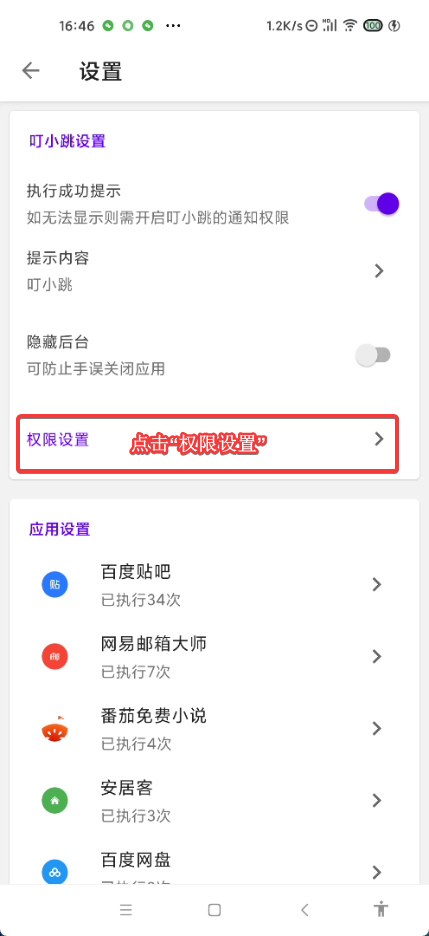 16:46
1.2K/s HD 100
设置
叮小跳设置
执行成功提示
如无法显示则需开启叮小跳的通知权限
提示内容
叮小跳
隐藏后台
可防止手误关闭应用
权限设置
点击“权限设置”
应用设置
贴
百度贴吧
已执行34次
网易邮箱大师
已执行7次
番茄免费小说
已执行4次
安居客
已执行3次
百度网盘